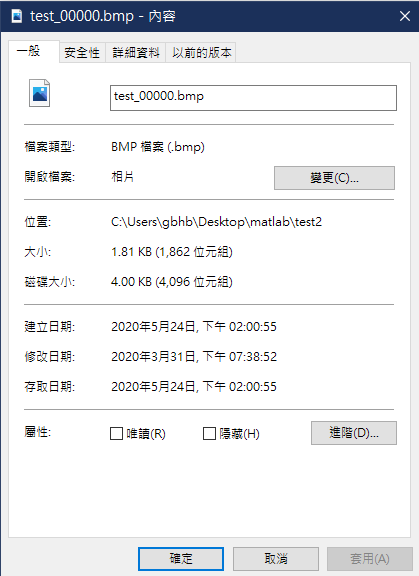 test_00000.bmp - 內容
一般 安全性 詳細資料 以前的版本
test_00000.bmp
檔案類型: BMP 檔案 (.bmp)
開啟檔案: 相片 變更(C)...
位置: C:\Users\gbhb\Desktop\matlab\test2
大小: 1.81 KB (1,862 位元組)
磁碟大小: 4.00 KB (4,096 位元組)
建立日期: 2020年5月24日, 下午 02:00:55
修改日期: 2020年3月31日, 下午 07:38:52
存取日期: 2020年5月24日, 下午 02:00:55
屬性: 唯讀(R) 隱藏(H) 進階(D)...
確定 取消 套用(A)